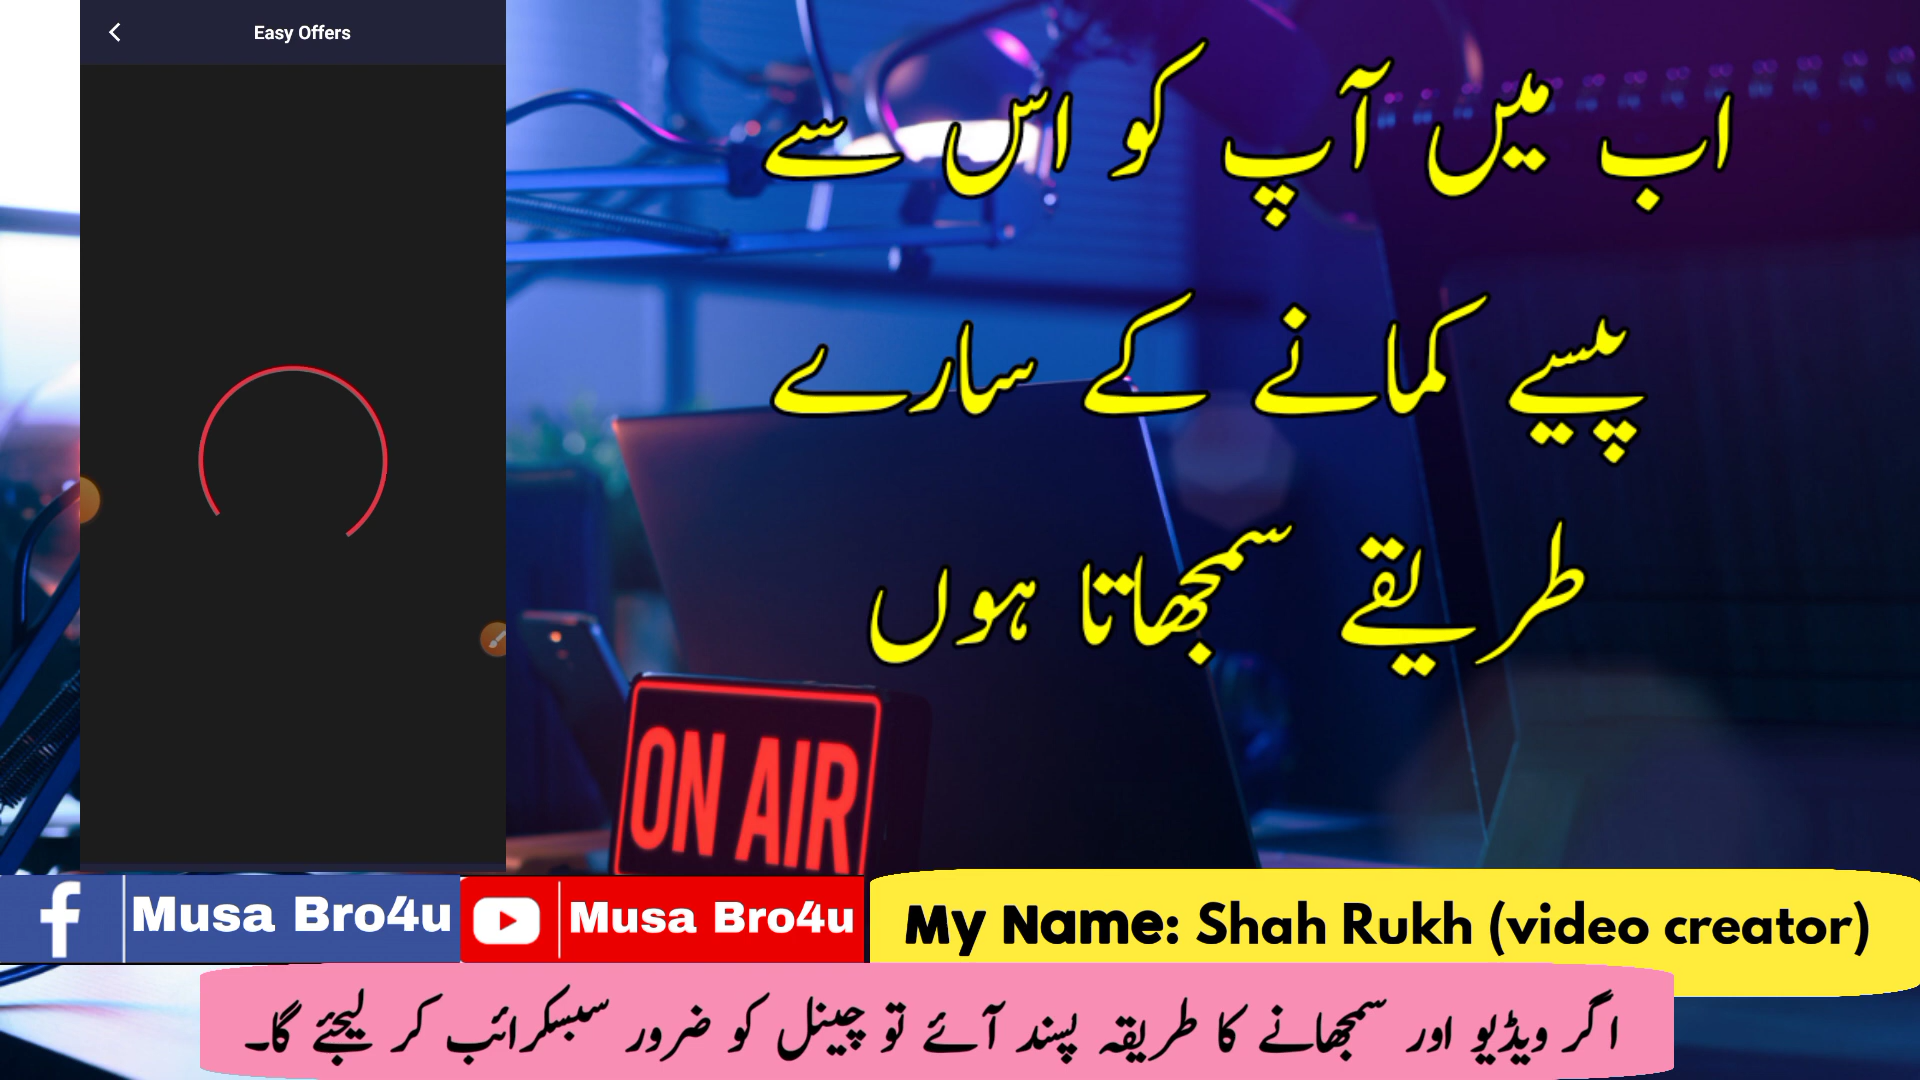 Easy Offers
اب میں آپ کو اس سے
پیسے کمانے کے سارے
طریقے سمجھاتا ہوں
ON AIR
Musa Bro4u
Musa Bro4u
My Name: Shah Rukh (video creator)
اگر ویڈیو اور سمجھانے کا طریقہ پسند آئے تو چینل کو ضرور سبسکرائب کر لیجئے گا۔